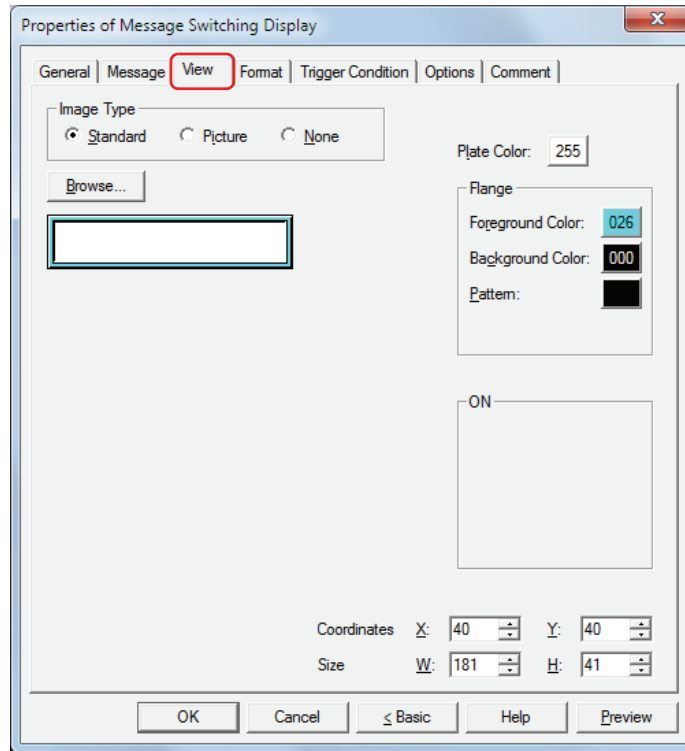 Properties of Message Switching Display
General Message View Format Trigger Condition Options Comment
Image Type
Standard Picture None
Browse...
Plate Color: 255
Flange
Foreground Color: 026
Background Color: 000
Pattern:
ON
Coordinates X: 40 Y: 40
Size W: 181 H: 41
OK Cancel < Basic Help Preview